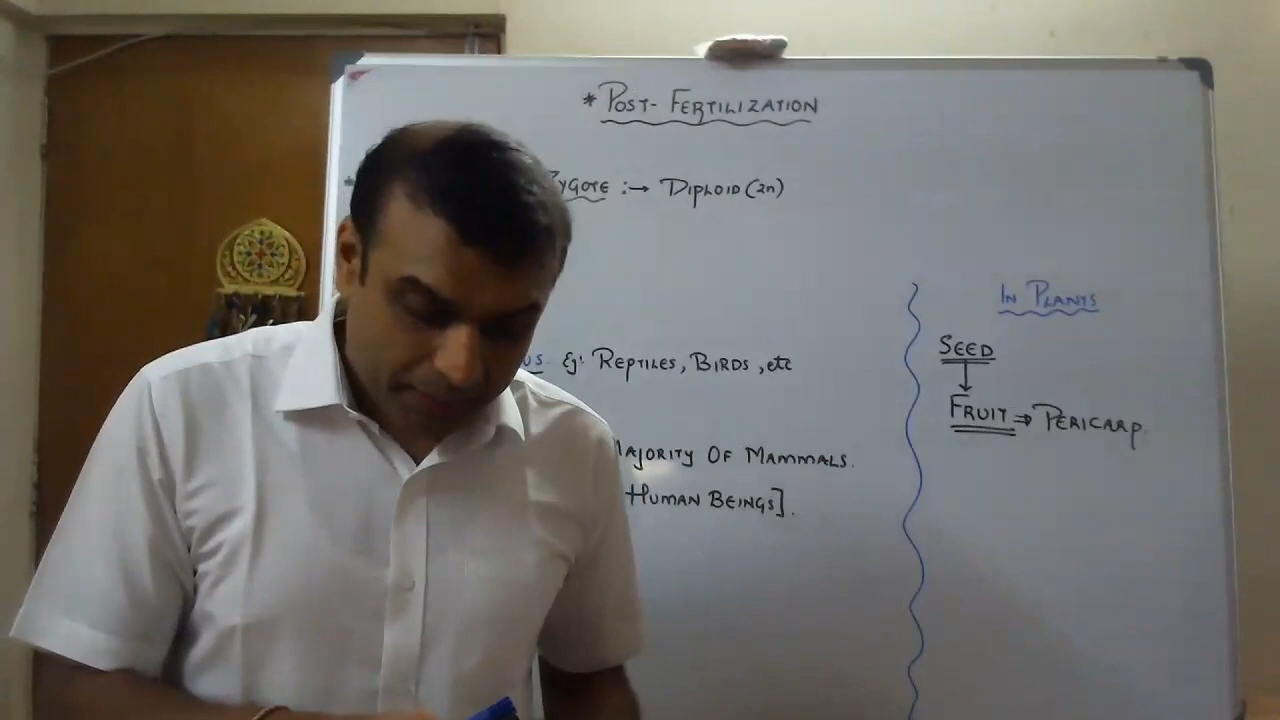 * POST-FERTILIZATION
ZYGOTE :→ DIPLOID (2n)
Eg: REPTILES, BIRDS, etc
MAJORITY OF MAMMALS.
HUMAN BEINGS].
IN PLANTS
SEED
↓
FRUIT ⇒ PERICARP.